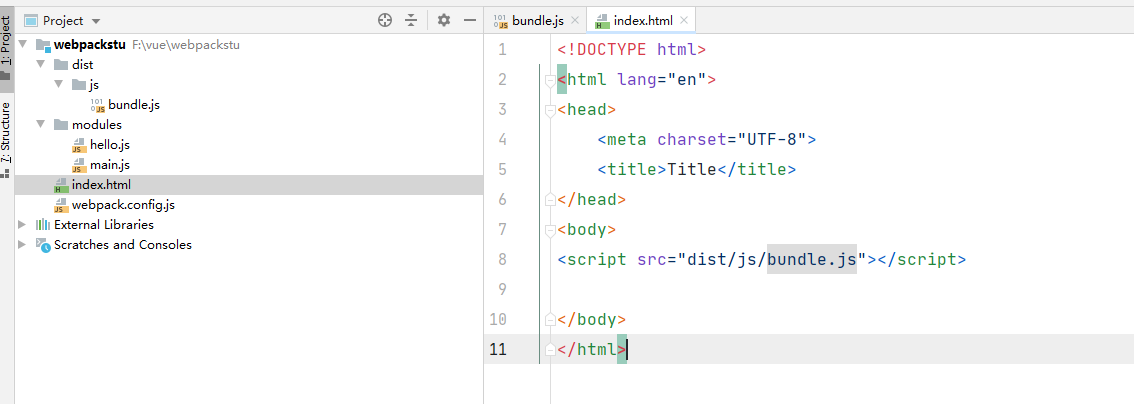 1: Project
7: Structure
Project
webpackstu F:\vue\webpackstu
dist
js
bundle.js
modules
hello.js
main.js
index.html
webpack.config.js
External Libraries
Scratches and Consoles
bundle.js
index.html
1 <!DOCTYPE html>
2 <html lang="en">
3 <head>
4     <meta charset="UTF-8">
5     <title>Title</title>
6 </head>
7 <body>
8 <script src="dist/js/bundle.js"></script>
9
10 </body>
11 </html>